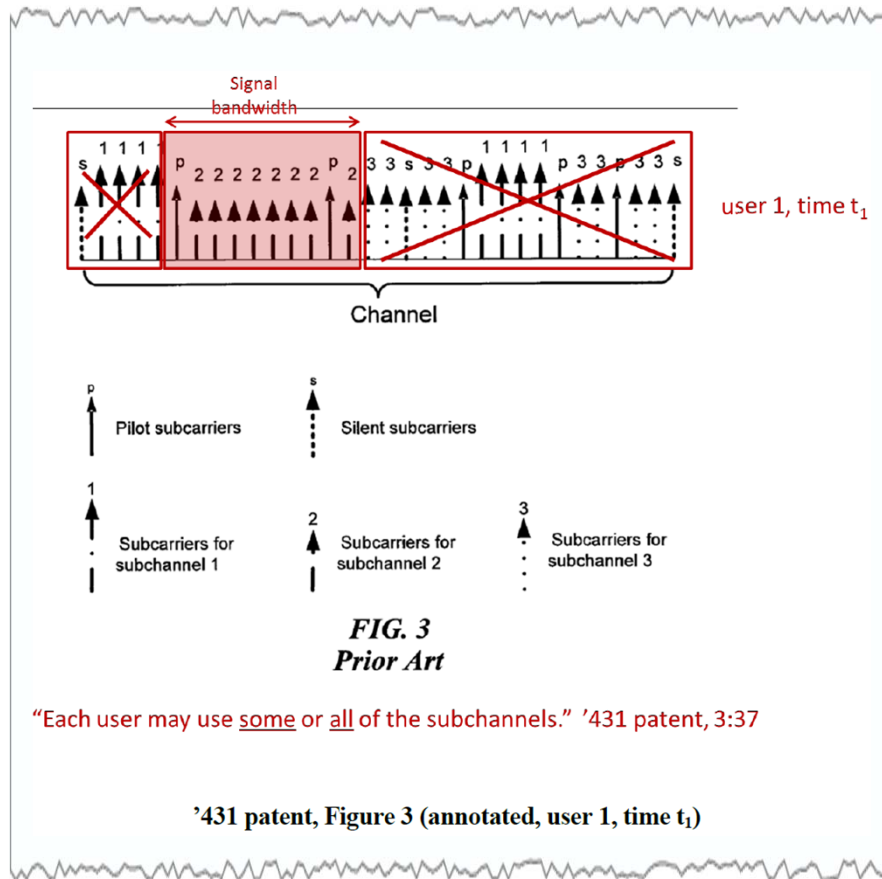 Signal
bandwidth
s 1 1 1 1 p 2 2 2 2 2 2 2 p 2 3 3 s 3 3 p 1 1 1 1 p 3 3 p 3 3 s
user 1, time t₁
Channel
p s
Pilot subcarriers Silent subcarriers
1 2 3
Subcarriers for Subcarriers for Subcarriers for
subchannel 1 subchannel 2 subchannel 3
FIG. 3
Prior Art
“Each user may use some or all of the subchannels.” ’431 patent, 3:37
’431 patent, Figure 3 (annotated, user 1, time t₁)